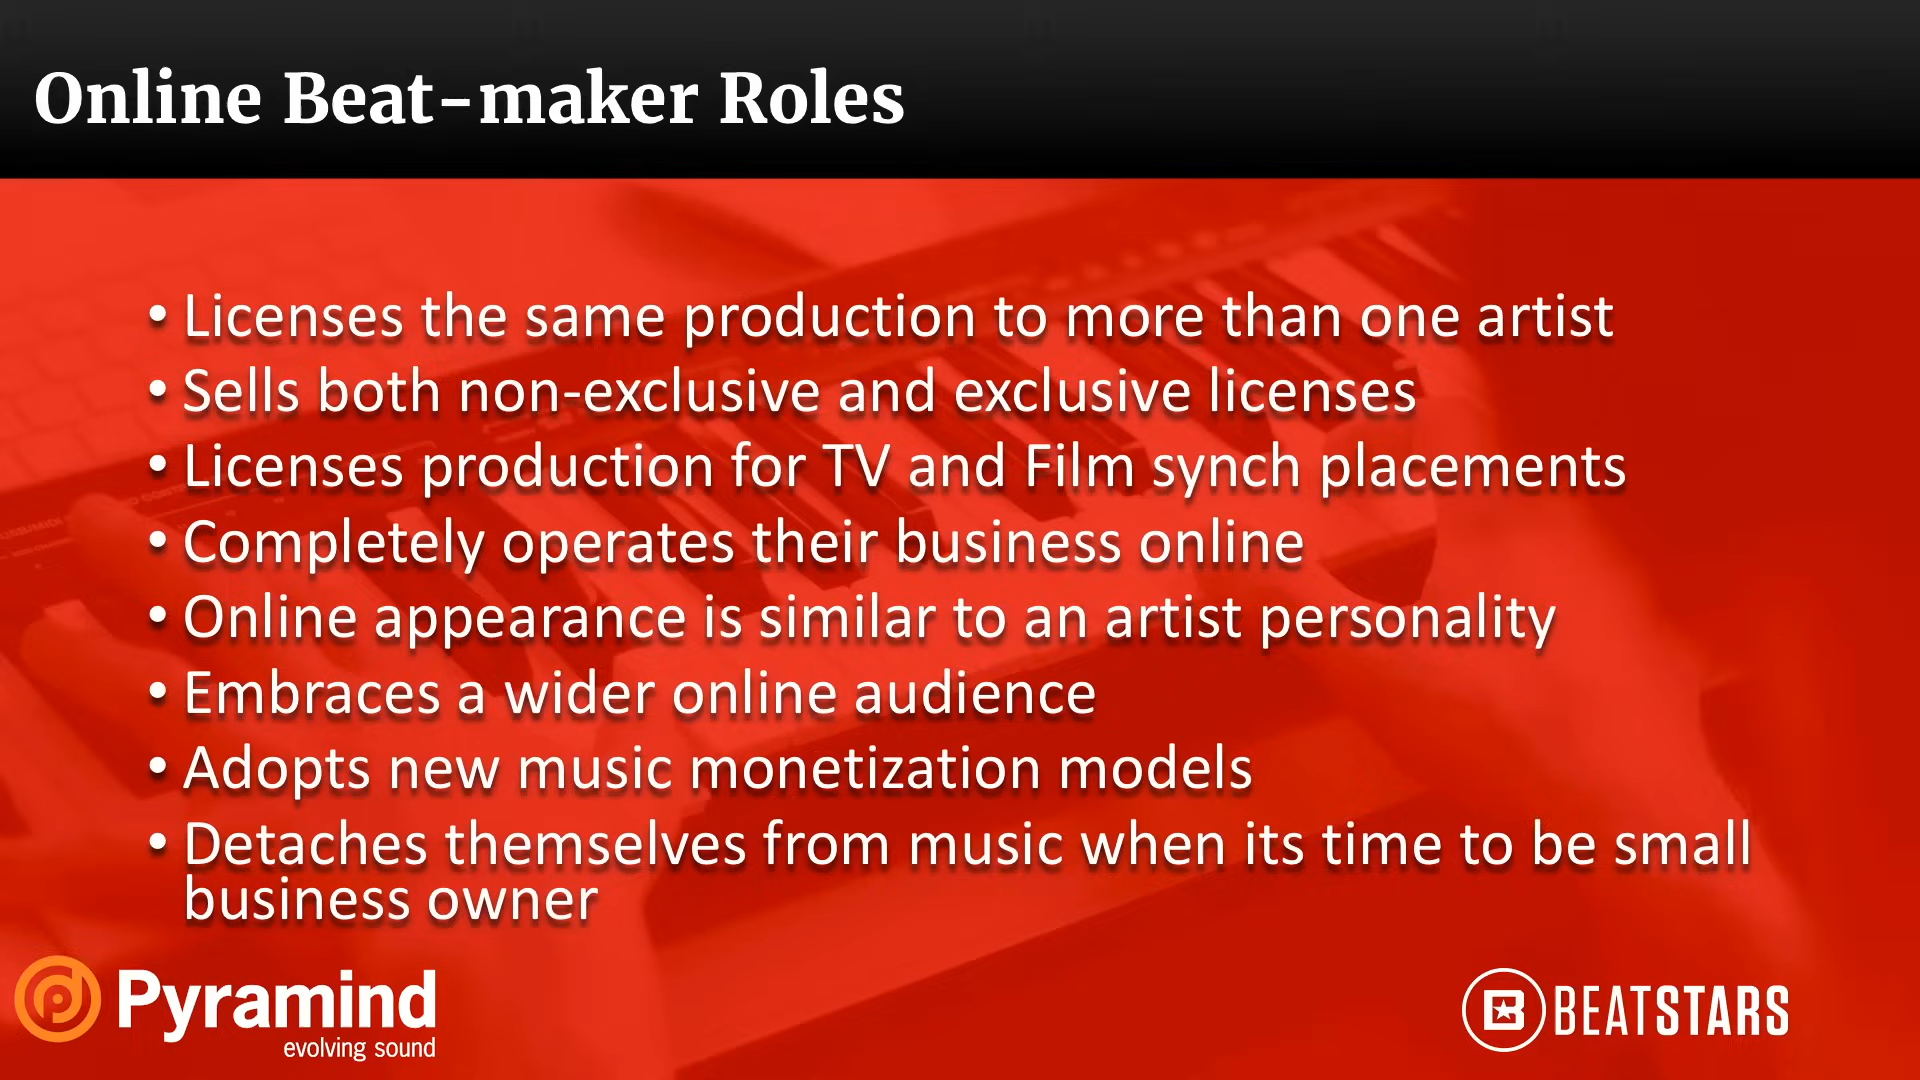 Online Beat-maker Roles
• Licenses the same production to more than one artist
• Sells both non-exclusive and exclusive licenses
• Licenses production for TV and Film synch placements
• Completely operates their business online
• Online appearance is similar to an artist personality
• Embraces a wider online audience
• Adopts new music monetization models
• Detaches themselves from music when its time to be small
business owner
Pyramind
evolving sound
B BEATSTARS